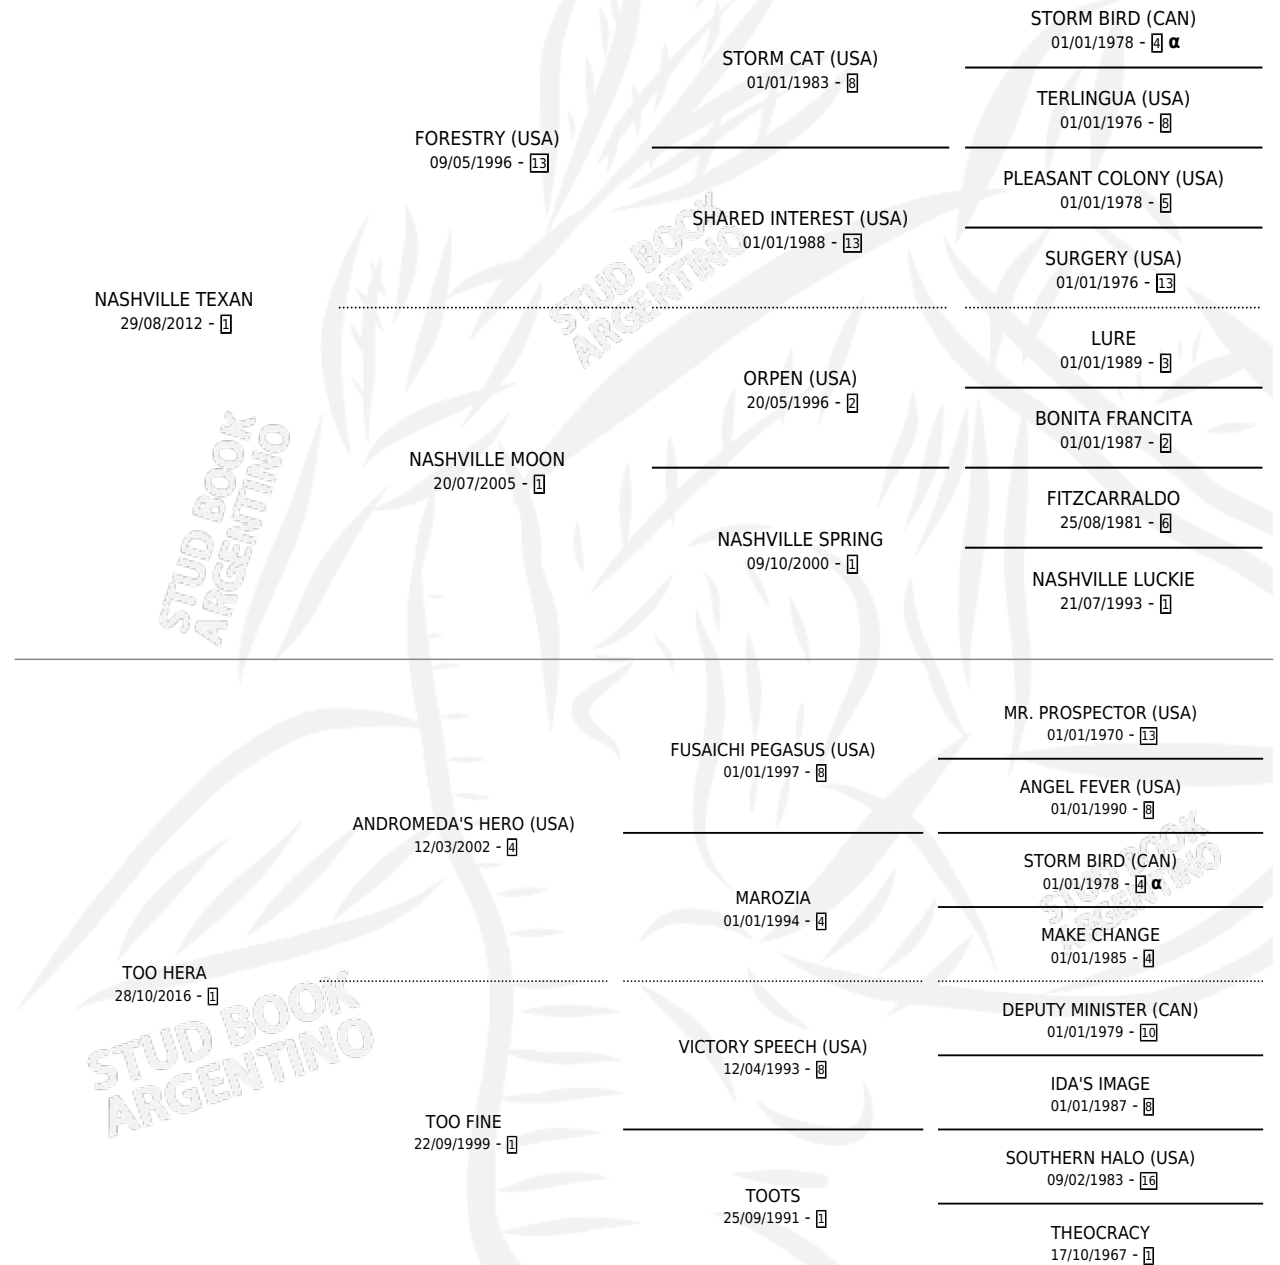 STORM BIRD (CAN)
01/01/1978 - 4 α
STORM CAT (USA)
01/01/1983 - 8
TERLINGUA (USA)
01/01/1976 - 8
FORESTRY (USA)
09/05/1996 - 13
PLEASANT COLONY (USA)
01/01/1978 - 5
SHARED INTEREST (USA)
01/01/1988 - 13
SURGERY (USA)
01/01/1976 - 13
NASHVILLE TEXAN
29/08/2012 - 1
LURE
01/01/1989 - 3
ORPEN (USA)
20/05/1996 - 2
BONITA FRANCITA
01/01/1987 - 2
NASHVILLE MOON
20/07/2005 - 1
FITZCARRALDO
25/08/1981 - 6
NASHVILLE SPRING
09/10/2000 - 1
NASHVILLE LUCKIE
21/07/1993 - 1
MR. PROSPECTOR (USA)
01/01/1970 - 13
FUSAICHI PEGASUS (USA)
01/01/1997 - 8
ANGEL FEVER (USA)
01/01/1990 - 8
ANDROMEDA'S HERO (USA)
12/03/2002 - 4
STORM BIRD (CAN)
01/01/1978 - 4 α
MAROZIA
01/01/1994 - 4
MAKE CHANGE
01/01/1985 - 4
TOO HERA
28/10/2016 - 1
DEPUTY MINISTER (CAN)
01/01/1979 - 10
VICTORY SPEECH (USA)
12/04/1993 - 8
IDA'S IMAGE
01/01/1987 - 8
TOO FINE
22/09/1999 - 1
SOUTHERN HALO (USA)
09/02/1983 - 16
TOOTS
25/09/1991 - 1
THEOCRACY
17/10/1967 - 1
STUD BOOK
ARGENTINO
STUD BOOK
ARGENTINO
STUD BOOK
ARGENTINO
STUD BOOK
ARGENTINO